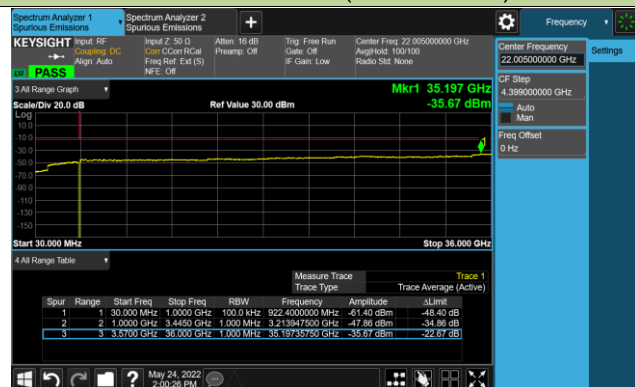 Spectrum Analyzer 1
Spurious Emissions
Spectrum Analyzer 2
Spurious Emissions
+
Frequency
KEYSIGHT
Input: RF
Coupling: DC
Align: Auto
Input Z: 50 Ω
Corr CCorr RCal
Freq Ref: Ext (S)
NFE: Off
Atten: 16 dB
Preamp: Off
Trig: Free Run
Gate: Off
IF Gain: Low
Center Freq: 22.005000000 GHz
Avg|Hold: 100/100
Radio Std: None
PASS
Center Frequency
22.005000000 GHz
Settings
CF Step
4.399000000 GHz
Auto
Man
Freq Offset
0 Hz
3 All Range Graph
Mkr1 35.197 GHz
Scale/Div 20.0 dB
Ref Value 30.00 dBm
-35.67 dBm
Log
10.0
-10.0
-30.0
-50.0
-70.0
-90.0
-110
-130
-150
Start 30.000 MHz
Stop 36.000 GHz
4 All Range Table
Measure Trace Trace 1
Trace Type Trace Average (Active)
Spur Range Start Freq Stop Freq RBW Frequency Amplitude ΔLimit
1 1 30.000 MHz 1.0000 GHz 100.0 kHz 922.4000000 MHz -61.40 dBm -48.40 dB
2 2 1.0000 GHz 3.4450 GHz 1.000 MHz 3.213947500 GHz -47.86 dBm -34.86 dB
3 3 3.5700 GHz 36.000 GHz 1.000 MHz 35.19735750 GHz -35.67 dBm -22.67 dB
May 24, 2022
2:00:26 PM